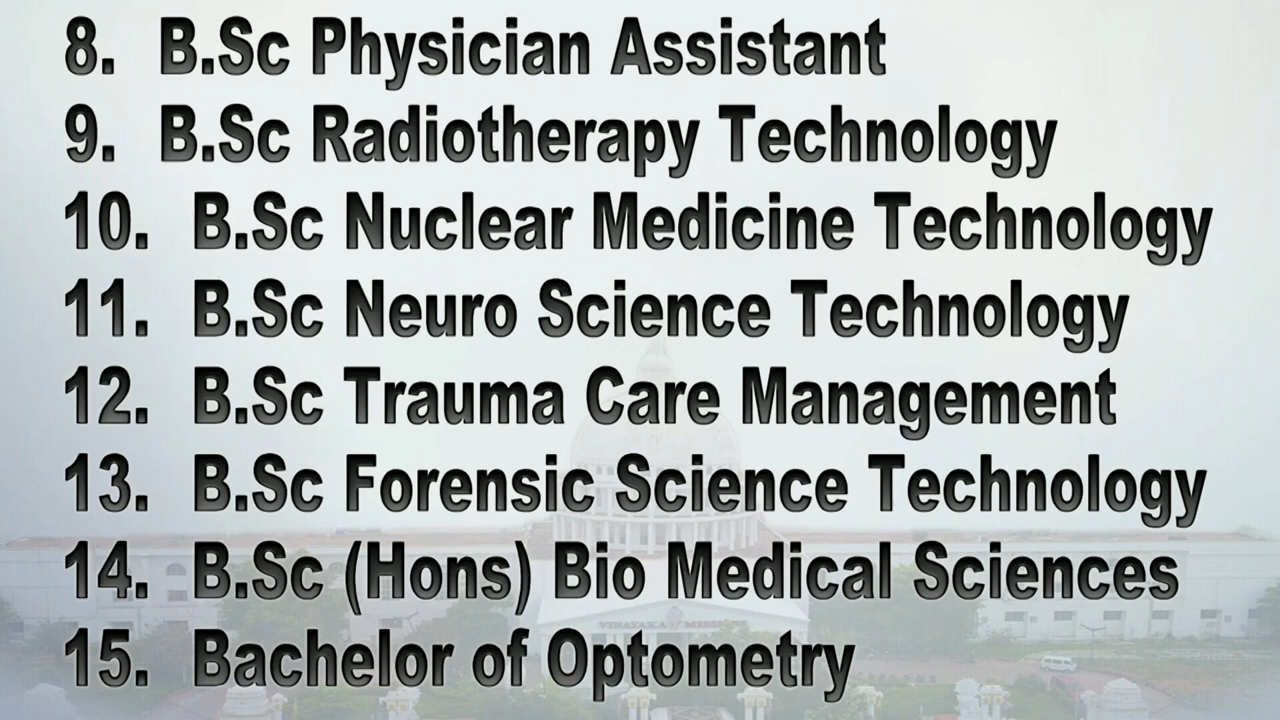 8. B.Sc Physician Assistant
9. B.Sc Radiotherapy Technology
10. B.Sc Nuclear Medicine Technology
11. B.Sc Neuro Science Technology
12. B.Sc Trauma Care Management
13. B.Sc Forensic Science Technology
14. B.Sc (Hons) Bio Medical Sciences
VINAYAKA MISSION
15. Bachelor of Optometry